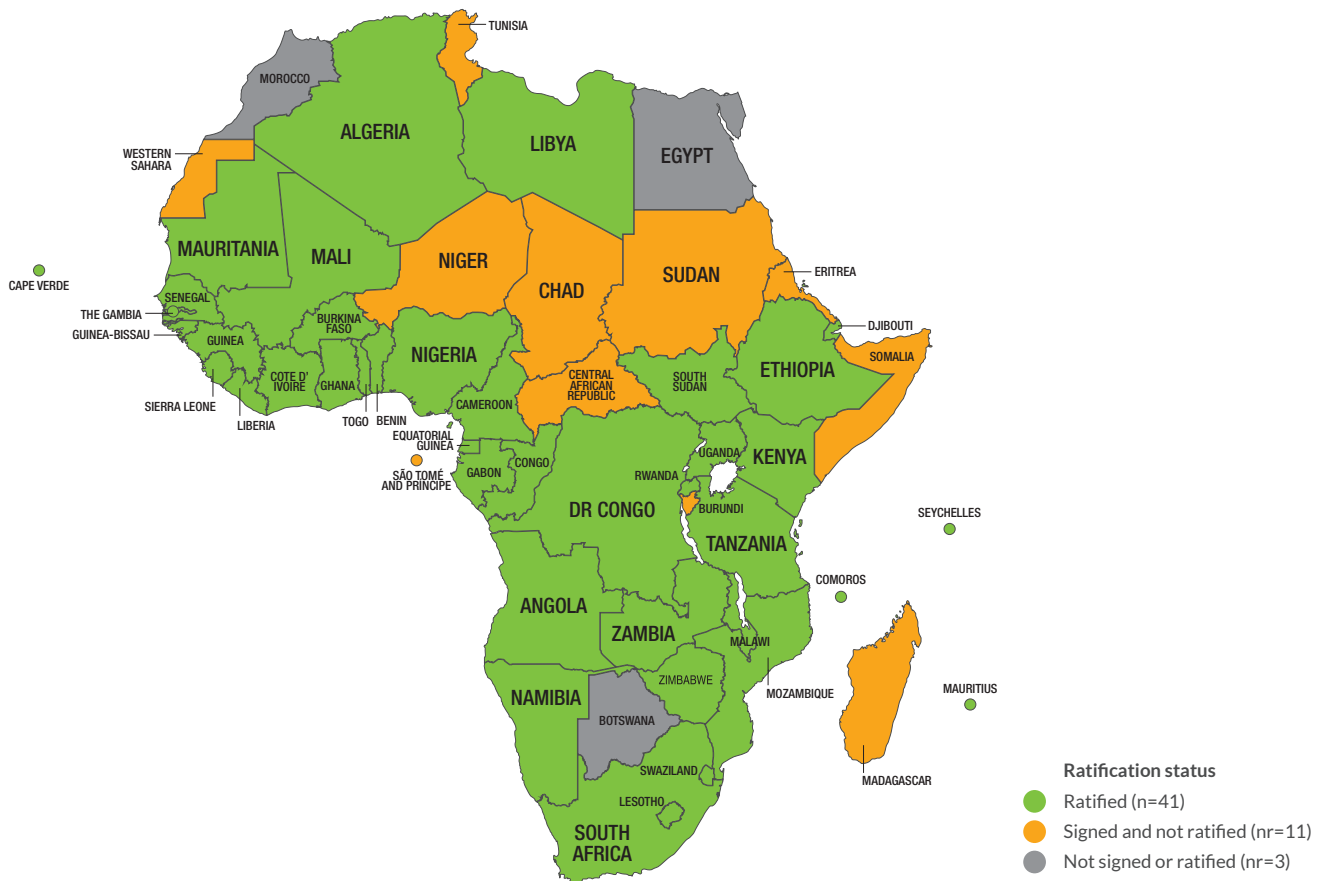 TUNISIA
MOROCCO
ALGERIA
LIBYA
EGYPT
WESTERN
SAHARA
MAURITANIA
MALI
NIGER
CHAD
SUDAN
ERITREA
CAPE VERDE
SENEGAL
THE GAMBIA
GUINEA-BISSAU
GUINEA
BURKINA
FASO
NIGERIA
DJIBOUTI
SOMALIA
ETHIOPIA
SOUTH
SUDAN
CENTRAL
AFRICAN
REPUBLIC
COTE D'
IVOIRE
GHANA
SIERRA LEONE
LIBERIA
TOGO
BENIN
CAMEROON
EQUATORIAL
GUINEA
SÃO TOMÉ
AND PRINCIPE
GABON
CONGO
UGANDA
KENYA
RWANDA
BURUNDI
DR CONGO
TANZANIA
SEYCHELLES
COMOROS
ANGOLA
ZAMBIA
MALAWI
MOZAMBIQUE
ZIMBABWE
NAMIBIA
BOTSWANA
MAURITIUS
MADAGASCAR
SWAZILAND
LESOTHO
SOUTH
AFRICA
Ratification status
Ratified (n=41)
Signed and not ratified (nr=11)
Not signed or ratified (nr=3)